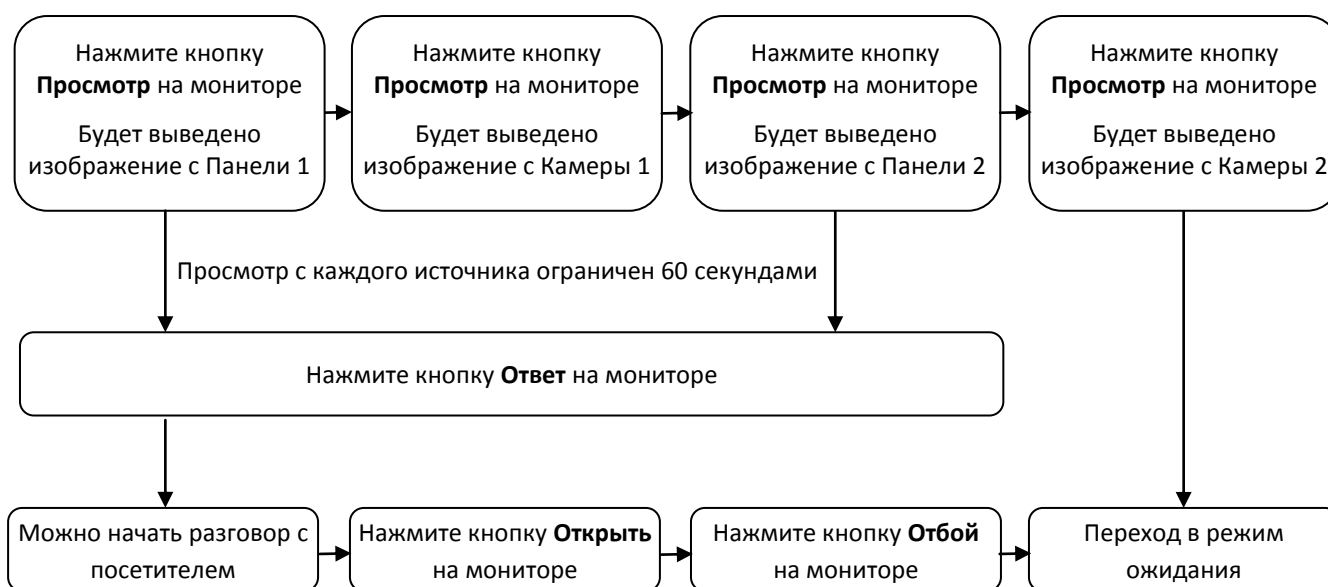 Нажмите кнопку
Просмотр на мониторе
Будет выведено
изображение с Панели 1
Нажмите кнопку
Просмотр на мониторе
Будет выведено
изображение с Камеры 1
Нажмите кнопку
Просмотр на мониторе
Будет выведено
изображение с Панели 2
Нажмите кнопку
Просмотр на мониторе
Будет выведено
изображение с Камеры 2
Просмотр с каждого источника ограничен 60 секундами
Нажмите кнопку Ответ на мониторе
Можно начать разговор с
посетителем
Нажмите кнопку Открыть
на мониторе
Нажмите кнопку Отбой
на мониторе
Переход в режим
ожидания